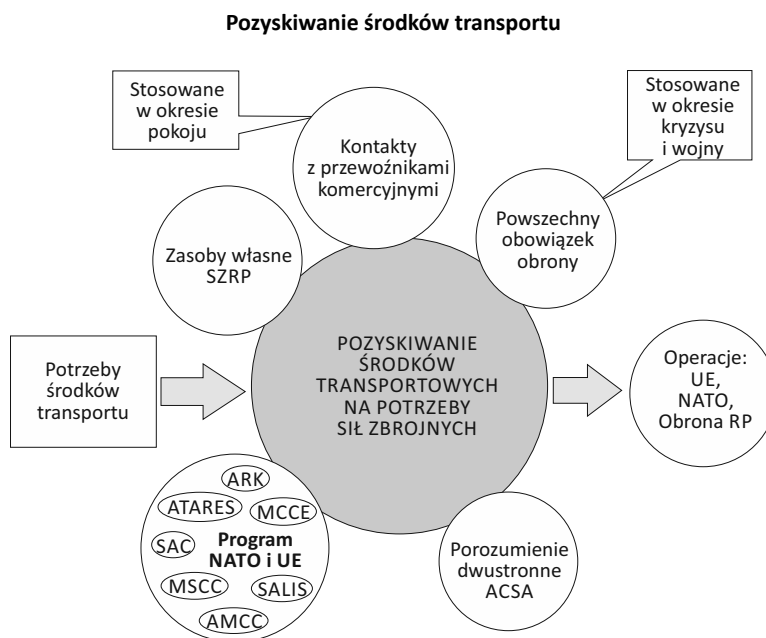 Pozyskiwanie środków transportu
Stosowane
w okresie
pokoju
Kontakty
z przewoźnikami
komercyjnymi
Stosowane
w okresie
kryzysu
i wojny
Powszechny
obowiązek
obrony
Zasoby własne
SZRP
Potrzeby
środków
transportu
POZYSKIWANIE
ŚRODKÓW
TRANSPORTOWYCH
NA POTRZEBY
SIŁ ZBROJNYCH
Operacje:
UE,
NATO,
Obrona RP
ARK
ATARES
MCCE
SAC
Program
NATO i UE
MSCC
SALIS
AMCC
Porozumienie
dwustronne
ACSA